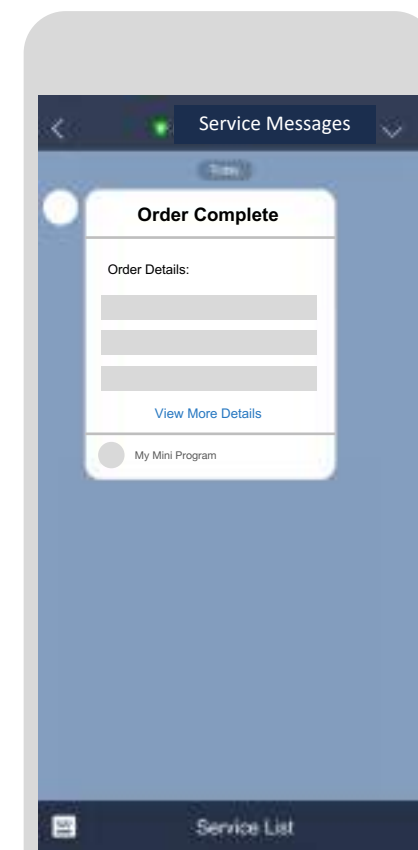 Service Messages
Order Complete
Order Details:
View More Details
My Mini Program
Service List